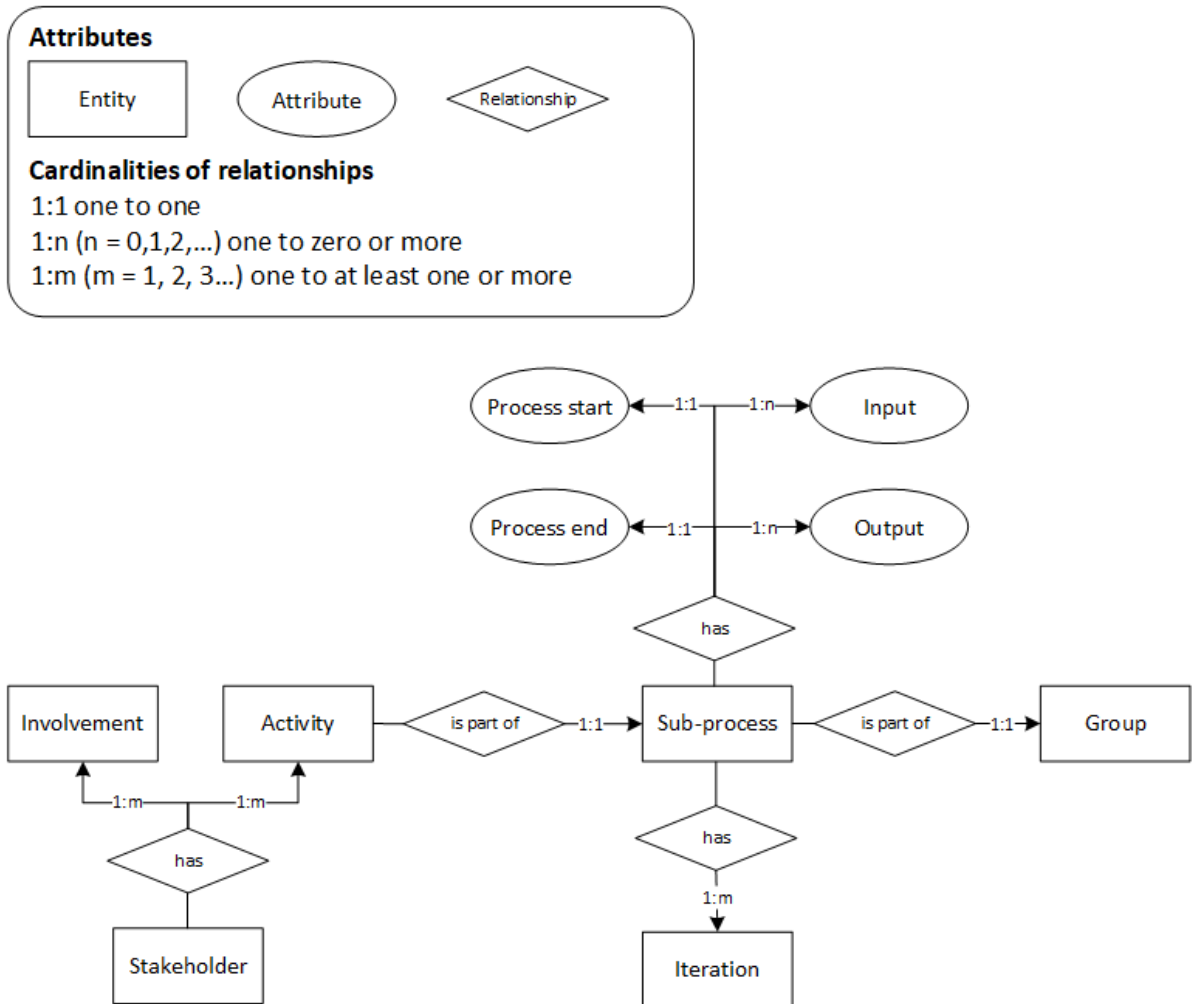 Attributes
Entity
Attribute
Relationship
Cardinalities of relationships
1:1 one to one
1:n (n = 0,1,2,...) one to zero or more
1:m (m = 1, 2, 3...) one to at least one or more
Process start
1:1
1:n
Input
Process end
1:1
1:n
Output
has
Involvement
Activity
is part of
1:1
Sub-process
is part of
1:1
Group
1:m
1:m
has
has
1:m
Stakeholder
Iteration